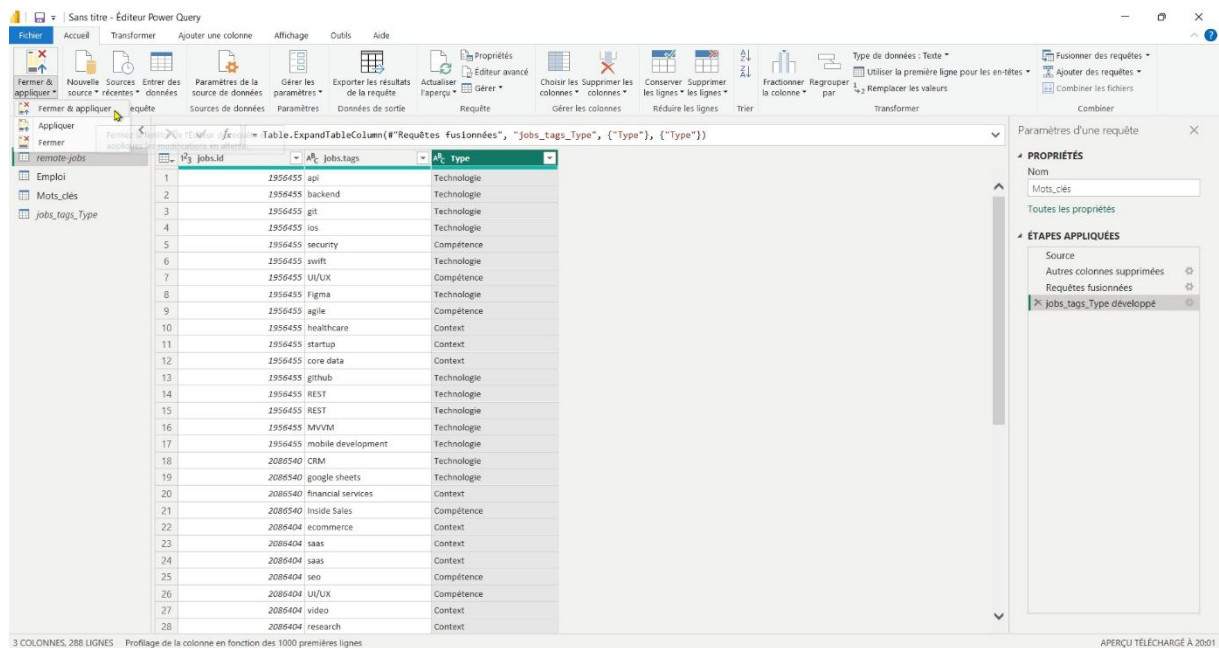 Sans titre - Éditeur Power Query
Fichier Accueil Transformer Ajouter une colonne Affichage Outils Aide
Fermer & appliquer
Nouvelle source
Sources récentes
Entrer des données
Paramètres de la source de données
Gérer les paramètres
Exporter les résultats de la requête
Actualiser l'aperçu
Propriétés
Éditeur avancé
Gérer
Choisir les colonnes
Supprimer les colonnes
Conserver les lignes
Supprimer les lignes
Fractionner la colonne
Regrouper par
Type de données : Texte
Utiliser la première ligne pour les en-têtes
Remplacer les valeurs
Fusionner des requêtes
Ajouter des requêtes
Combiner les fichiers
Fermer & appliquer
equête
Sources de données
Paramètres
Données de sortie
Requête
Gérer les colonnes
Réduire les lignes
Trier
Transformer
Combiner
Appliquer
Fermer
= Table.ExpandTableColumn(#"Requêtes fusionnées", "jobs_tags_Type", {"Type"}, {"Type"})
remote-jobs
Emploi
Mots_clés
jobs_tags_Type
jobs.id jobs.tags Type
1 1956455 api Technologie
2 1956455 backend Technologie
3 1956455 git Technologie
4 1956455 ios Technologie
5 1956455 security Compétence
6 1956455 swift Technologie
7 1956455 UI/UX Compétence
8 1956455 Figma Technologie
9 1956455 agile Compétence
10 1956455 healthcare Context
11 1956455 startup Context
12 1956455 core data Context
13 1956455 github Technologie
14 1956455 REST Technologie
15 1956455 REST Technologie
16 1956455 MVVM Technologie
17 1956455 mobile development Technologie
18 2086540 CRM Technologie
19 2086540 google sheets Technologie
20 2086540 financial services Context
21 2086540 Inside Sales Compétence
22 2086404 ecommerce Context
23 2086404 saas Context
24 2086404 saas Context
25 2086404 seo Compétence
26 2086404 UI/UX Compétence
27 2086404 video Context
28 2086404 research Context
Paramètres d'une requête
PROPRIÉTÉS
Nom
Mots_clés
Toutes les propriétés
ÉTAPES APPLIQUÉES
Source
Autres colonnes supprimées
Requêtes fusionnées
jobs_tags_Type développé
3 COLONNES, 288 LIGNES Profilage de la colonne en fonction des 1000 premières lignes
APERÇU TÉLÉCHARGÉ À 20:01